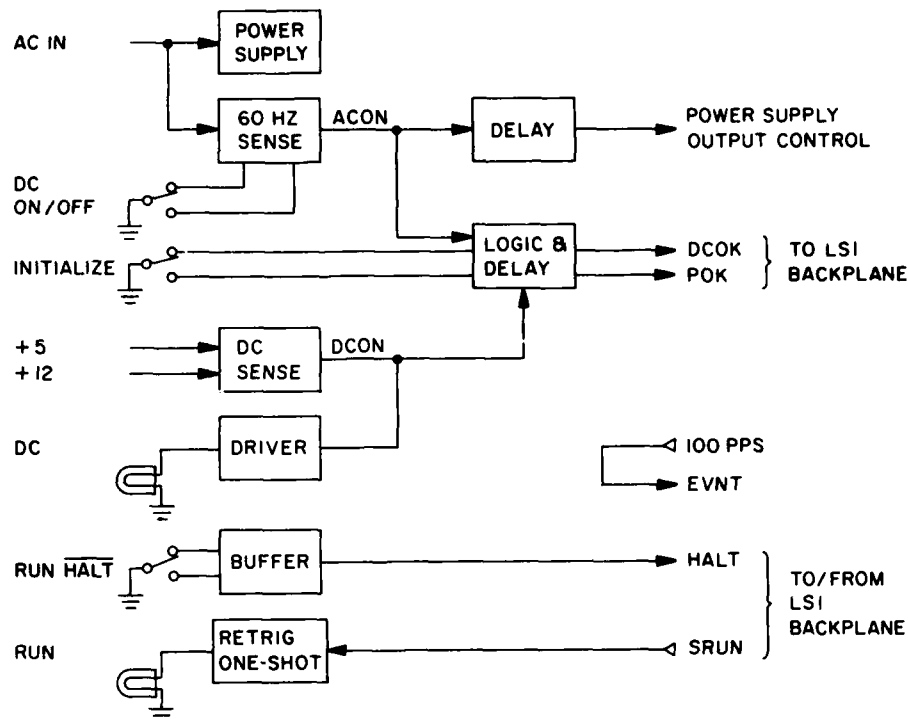 AC IN
POWER
SUPPLY
60 HZ
SENSE
ACON
DELAY
POWER SUPPLY
OUTPUT CONTROL
DC
ON/OFF
INITIALIZE
LOGIC &
DELAY
DCOK
POK
TO LSI
BACKPLANE
+5
+12
DC
SENSE
DCON
DC
DRIVER
100 PPS
EVNT
RUN HALT
BUFFER
HALT
RUN
RETRIG
ONE-SHOT
SRUN
TO/FROM
LSI
BACKPLANE